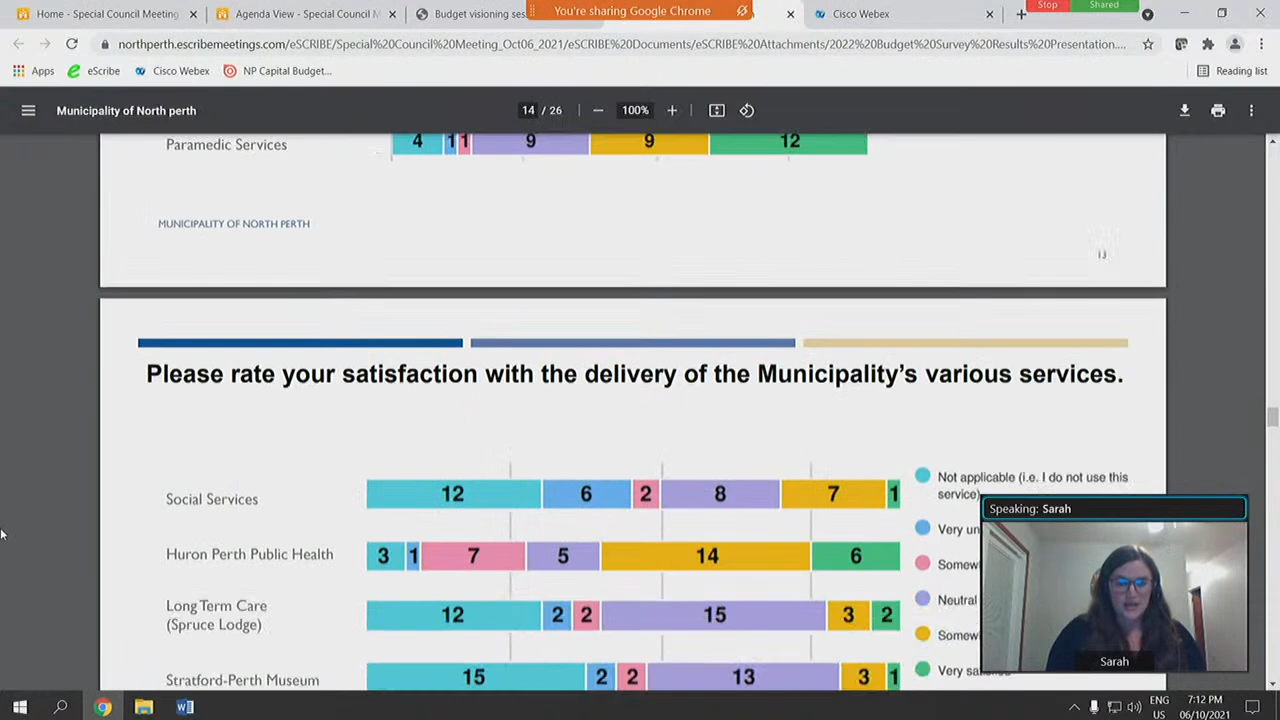 Home - Special Council Meeting
Agenda View - Special Council M
Budget visioning ses
You're sharing Google Chrome
Cisco Webex
Stop
Shared
northperth.escribemeetings.com/eSCRIBE/Special%20Council%20Meeting_Oct06_2021/eSCRIBE%20Documents/eSCRIBE%20Attachments/2022%20Budget%20Survey%20Results%20Presentation....
Apps
eScribe
Cisco Webex
NP Capital Budget...
Reading list
Municipality of North perth
14 / 26
100%
Paramedic Services
4 1 1 9 9 12
MUNICIPALITY OF NORTH PERTH
13
Please rate your satisfaction with the delivery of the Municipality's various services.
Social Services
12 6 2 8 7 1
Huron Perth Public Health
3 1 7 5 14 6
Long Term Care
(Spruce Lodge)
12 2 2 15 3 2
Stratford-Perth Museum
15 2 2 13 3 1
Not applicable (i.e. I do not use this
service)
Very un
Somew
Neutral
Somew
Very sat
Speaking: Sarah
Sarah
ENG
US
7:12 PM
06/10/2021